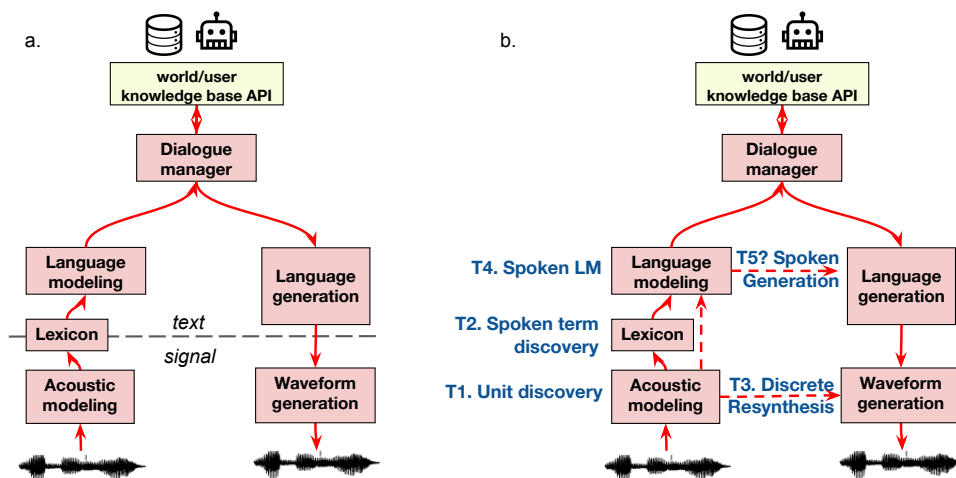 a.
world/user
knowledge base API
Dialogue
manager
Language
modeling
Language
generation
text
Lexicon
signal
Acoustic
modeling
Waveform
generation
b.
world/user
knowledge base API
Dialogue
manager
T4. Spoken LM
Language
modeling
T5? Spoken
Generation
Language
generation
T2. Spoken term
discovery
Lexicon
T1. Unit discovery
Acoustic
modeling
T3. Discrete
Resynthesis
Waveform
generation